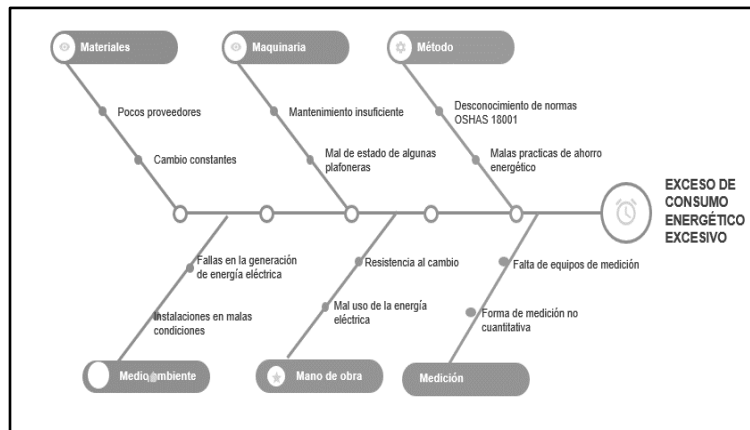 Materiales
Maquinaria
Método
Pocos proveedores
Cambio constantes
Mantenimiento insuficiente
Mal de estado de algunas
plafoneras
Desconocimiento de normas
OSHAS 18001
Malas practicas de ahorro
energético
EXCESO DE
CONSUMO
ENERGÉTICO
EXCESIVO
Fallas en la generación
de energía eléctrica
Instalaciones en malas
condiciones
Resistencia al cambio
Mal uso de la energía
eléctrica
Falta de equipos de medición
Forma de medición no
cuantitativa
Medio ambiente
Mano de obra
Medición